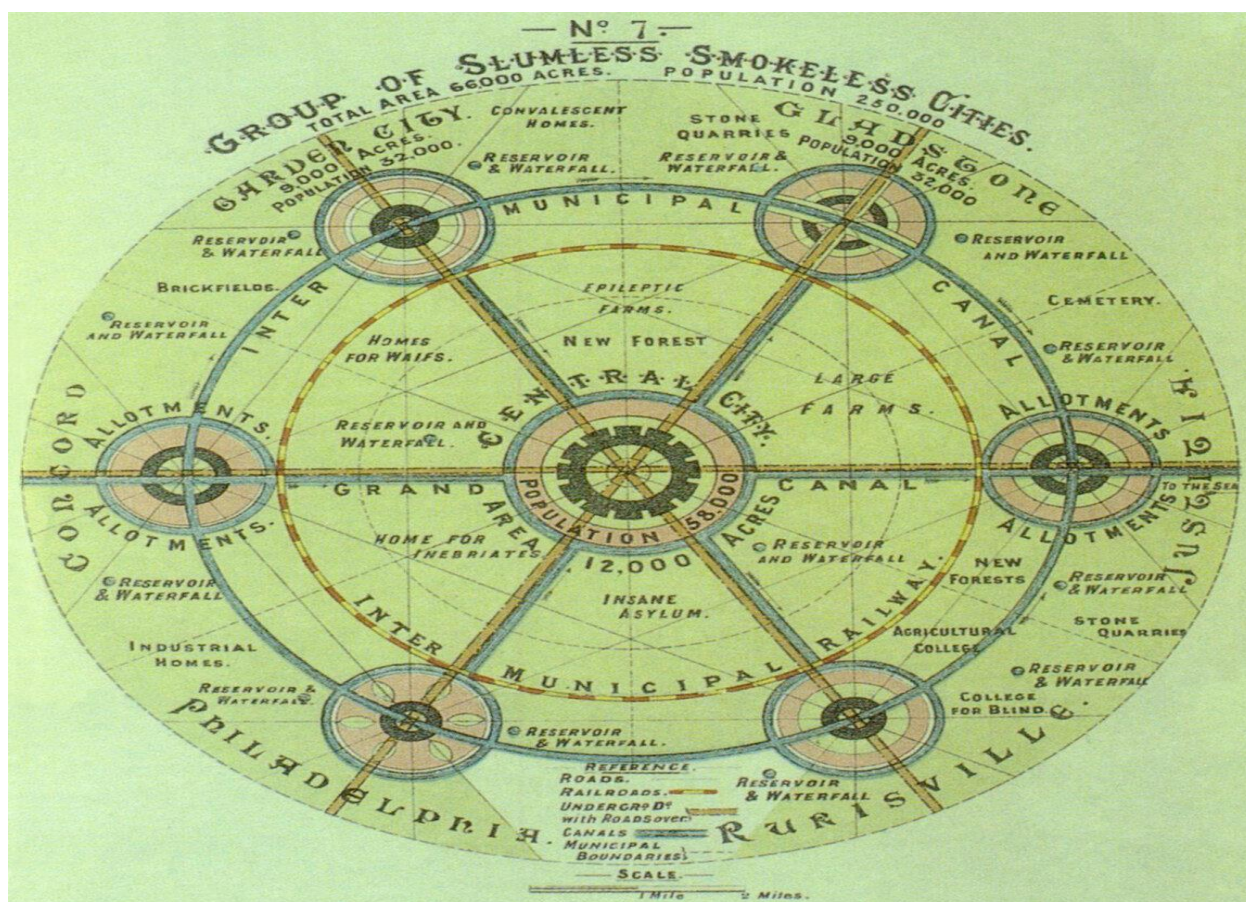 — Nº 7. —
GROUP OF SLUMLESS SMOKELESS CITIES.
TOTAL AREA 66,000 ACRES. POPULATION 250,000
GARDEN CITY.
9,000 ACRES.
POPULATION 32,000.
CONVALESCENT
HOMES.
STONE
QUARRIES
GLADSTONE
9,000 ACRES.
POPULATION 32,000
RESERVOIR
& WATERFALL.
RESERVOIR &
WATERFALL.
INTER MUNICIPAL CANAL
RESERVOIR
& WATERFALL
RESERVOIR
AND WATERFALL
BRICKFIELDS.
EPILEPTIC
FARMS.
CEMETERY.
RESERVOIR
AND WATERFALL
HOMES
FOR WAIFS.
NEW FOREST
RESERVOIR
& WATERFALL
LARGE
FARMS.
CENTRAL CITY.
CONCORD
ALLOTMENTS.
ALLOTMENTS.
RESERVOIR AND
WATERFALL.
ALLOTMENTS
ALLOTMENTS
JUSTITIA
TO THE SEA
GRAND CANAL
POPULATION 58,000
AREA 12,000 ACRES
HOME FOR
INEBRIATES
RESERVOIR
AND WATERFALL
NEW
FORESTS
RESERVOIR
& WATERFALL
RESERVOIR
& WATERFALL
INSANE
ASYLUM.
INTER MUNICIPAL RAILWAY.
STONE
QUARRIES
AGRICULTURAL
COLLEGE
INDUSTRIAL
HOMES.
RESERVOIR
& WATERFALL
RESERVOIR &
WATERFALL
COLLEGE
FOR BLIND.
PHILADELPHIA.
RURISVILLE.
RESERVOIR
& WATERFALL.
RESERVOIR
& WATERFALL
REFERENCE.
ROADS.
RAILROADS.
UNDERGRᴅ Dº
with ROADS over
CANALS
MUNICIPAL
BOUNDARIES
— SCALE. —
1 Mile 2 Miles.